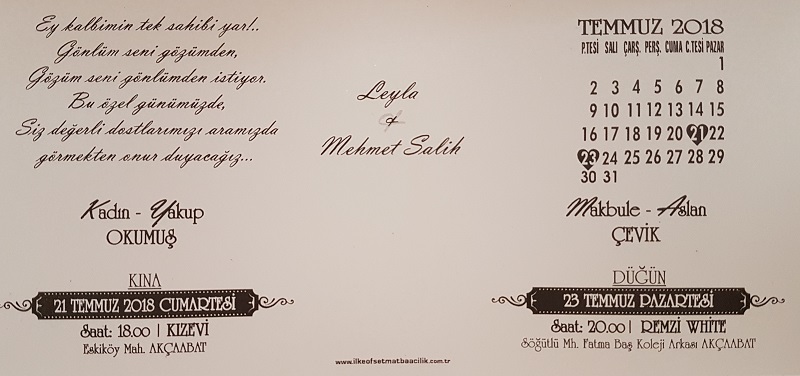 Ey kalbimin tek sahibi yar!..
Gönlüm seni gözümden,
Gözüm seni gönlümden istiyor.
Bu özel günümüzde,
Siz değerli dostlarımızı aramızda
görmekten onur duyacağız...
Leyla
&
Mehmet Salih
TEMMUZ 2018
P.TESİ SALI ÇARŞ. PERŞ. CUMA C.TESİ PAZAR
1
2 3 4 5 6 7 8
9 10 11 12 13 14 15
16 17 18 19 20 21 22
23 24 25 26 27 28 29
30 31
Kadın - Yakup
OKUMUŞ
Makbule - Aslan
ÇEVİK
KINA
21 TEMMUZ 2018 CUMARTESİ
Saat: 18.00 | KIZEVİ
Eskiköy Mah. AKÇAABAT
DÜĞÜN
23 TEMMUZ PAZARTESİ
Saat: 20.00 | REMZİ WHITE
Söğütlü Mh. Fatma Baş Koleji Arkası AKÇAABAT
www.ilkeofsetmatbaacilik.com.tr